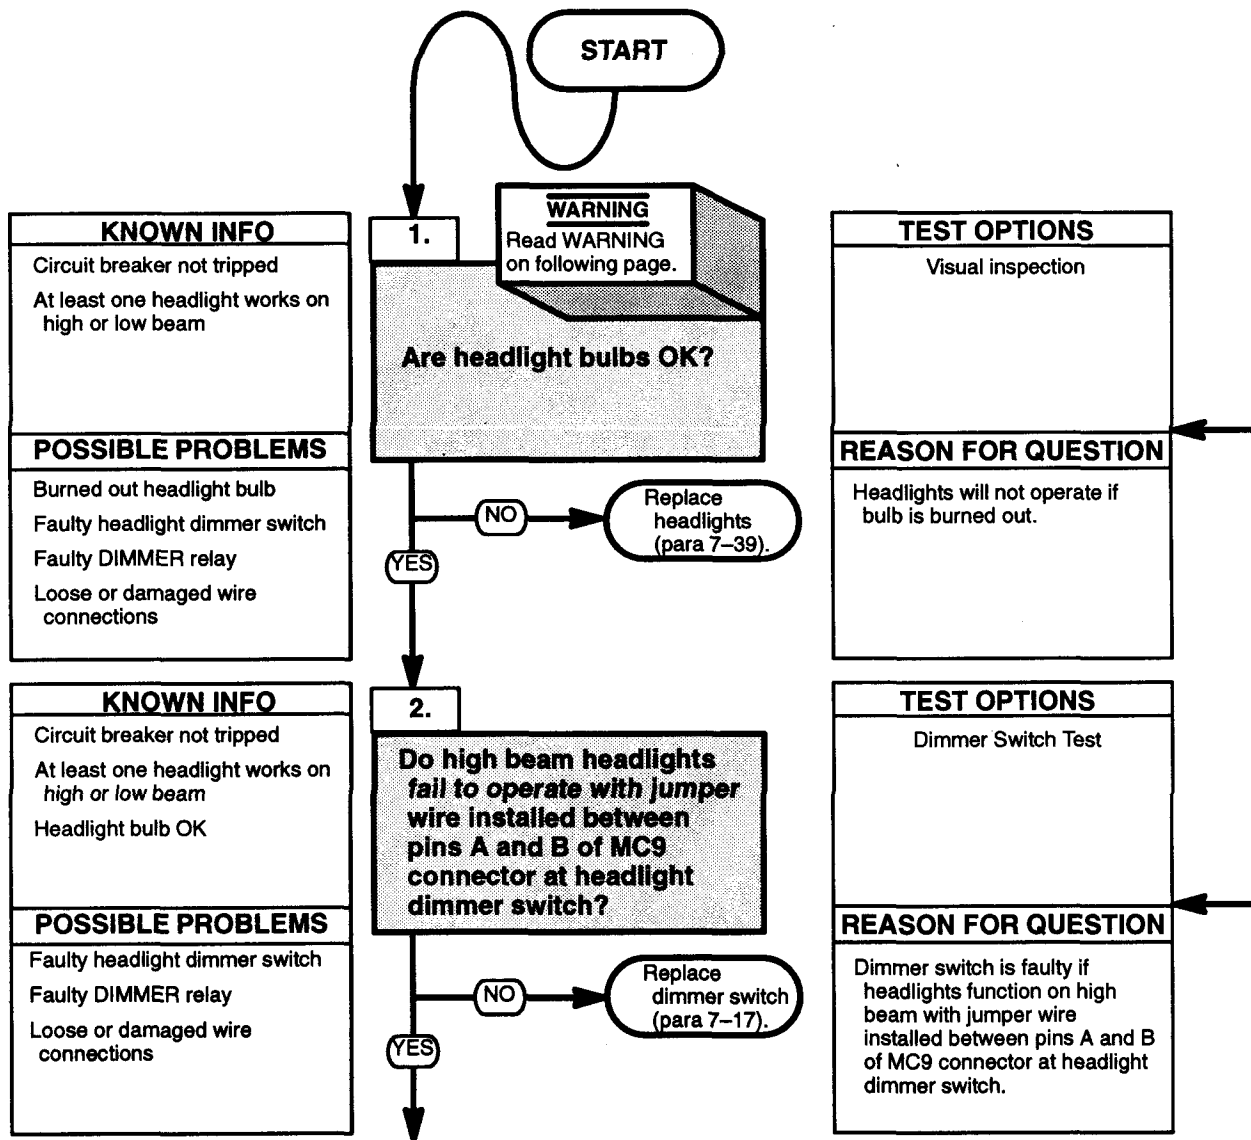 START
KNOWN INFO
Circuit breaker not tripped
At least one headlight works on
high or low beam
POSSIBLE PROBLEMS
Burned out headlight bulb
Faulty headlight dimmer switch
Faulty DIMMER relay
Loose or damaged wire
connections
1.
WARNING
Read WARNING
on following page.
Are headlight bulbs OK?
NO
Replace
headlights
(para 7–39).
YES
TEST OPTIONS
Visual inspection
REASON FOR QUESTION
Headlights will not operate if
bulb is burned out.
KNOWN INFO
Circuit breaker not tripped
At least one headlight works on
high or low beam
Headlight bulb OK
POSSIBLE PROBLEMS
Faulty headlight dimmer switch
Faulty DIMMER relay
Loose or damaged wire
connections
2.
Do high beam headlights
fail to operate with jumper
wire installed between
pins A and B of MC9
connector at headlight
dimmer switch?
NO
Replace
dimmer switch
(para 7–17).
YES
TEST OPTIONS
Dimmer Switch Test
REASON FOR QUESTION
Dimmer switch is faulty if
headlights function on high
beam with jumper wire
installed between pins A and B
of MC9 connector at headlight
dimmer switch.